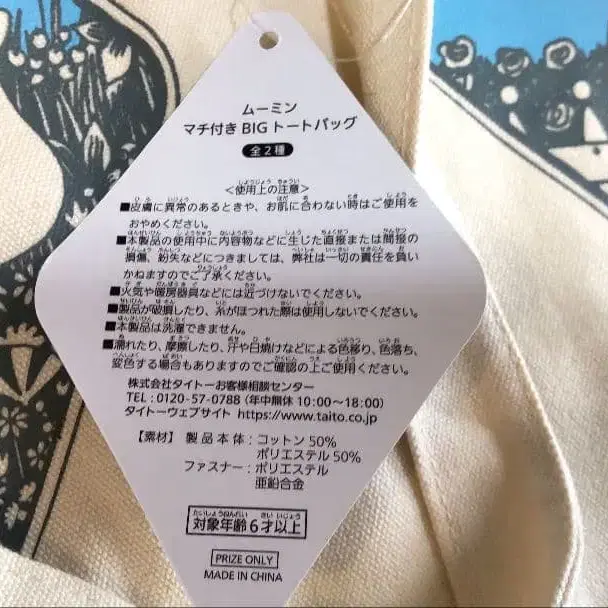 ムーミン
マチ付き BIG トートバッグ
全2種
<使用上の注意>
■皮膚に異常のあるときや、お肌に合わない時はご使用を
おやめください。
■本製品の使用中に内容物などに生じた直接または間接の
損傷、紛失などにつきましては、弊社は一切の責任を負い
かねますのでご了承ください。
■火気や暖房器具などには近づけないでください。
■製品が破損したり、糸がほつれた際は使用しないでください。
■本製品は洗濯できません。
■濡れたり、摩擦したり、汗や日焼けなどによる色移り、色落ち、
変色する場合もありますのでご確認の上ご使用ください。
株式会社タイトーお客様相談センター
TEL : 0120-57-0788 (年中無休 10:00~18:00)
タイトーウェブサイト https://www.taito.co.jp
【素材】 製品本体 : コットン 50%
ポリエステル 50%
ファスナー : ポリエステル
亜鉛合金
対象年齢6才以上
PRIZE ONLY
MADE IN CHINA